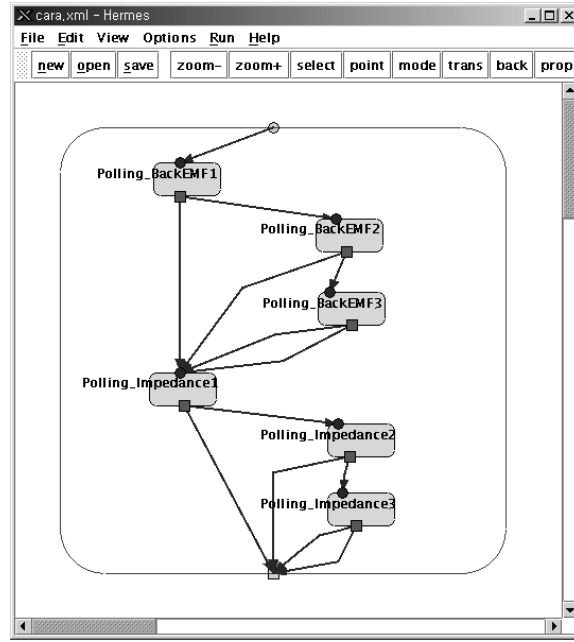 cara,xml - Hermes
File Edit View Options Run Help
new open save zoom- zoom+ select point mode trans back prop
Polling_BackEMF1
Polling_BackEMF2
Polling_BackEMF3
Polling_Impedance1
Polling_Impedance2
Polling_Impedance3